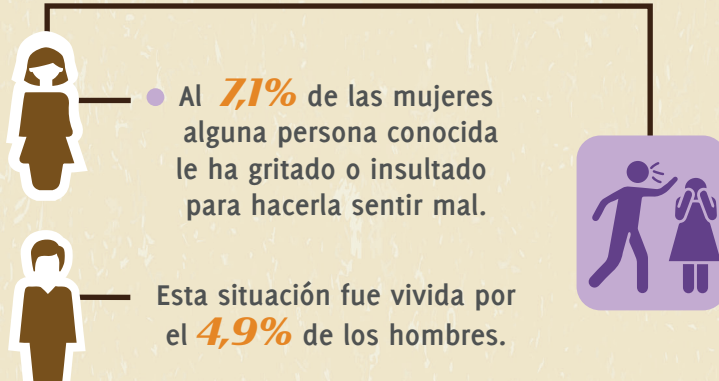 Al 7,1% de las mujeres
alguna persona conocida
le ha gritado o insultado
para hacerla sentir mal.
Esta situación fue vivida por
el 4,9% de los hombres.